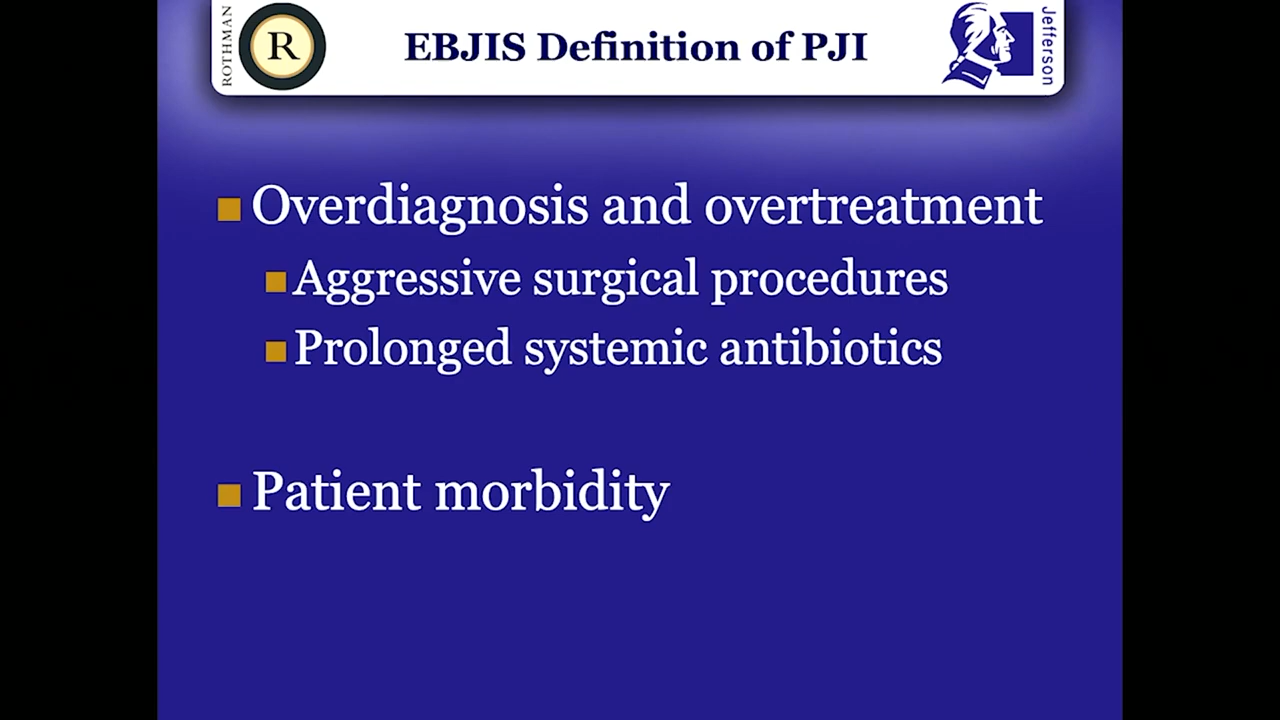 ROTHMAN
R
EBJIS Definition of PJI
Jefferson
Overdiagnosis and overtreatment
Aggressive surgical procedures
Prolonged systemic antibiotics
Patient morbidity